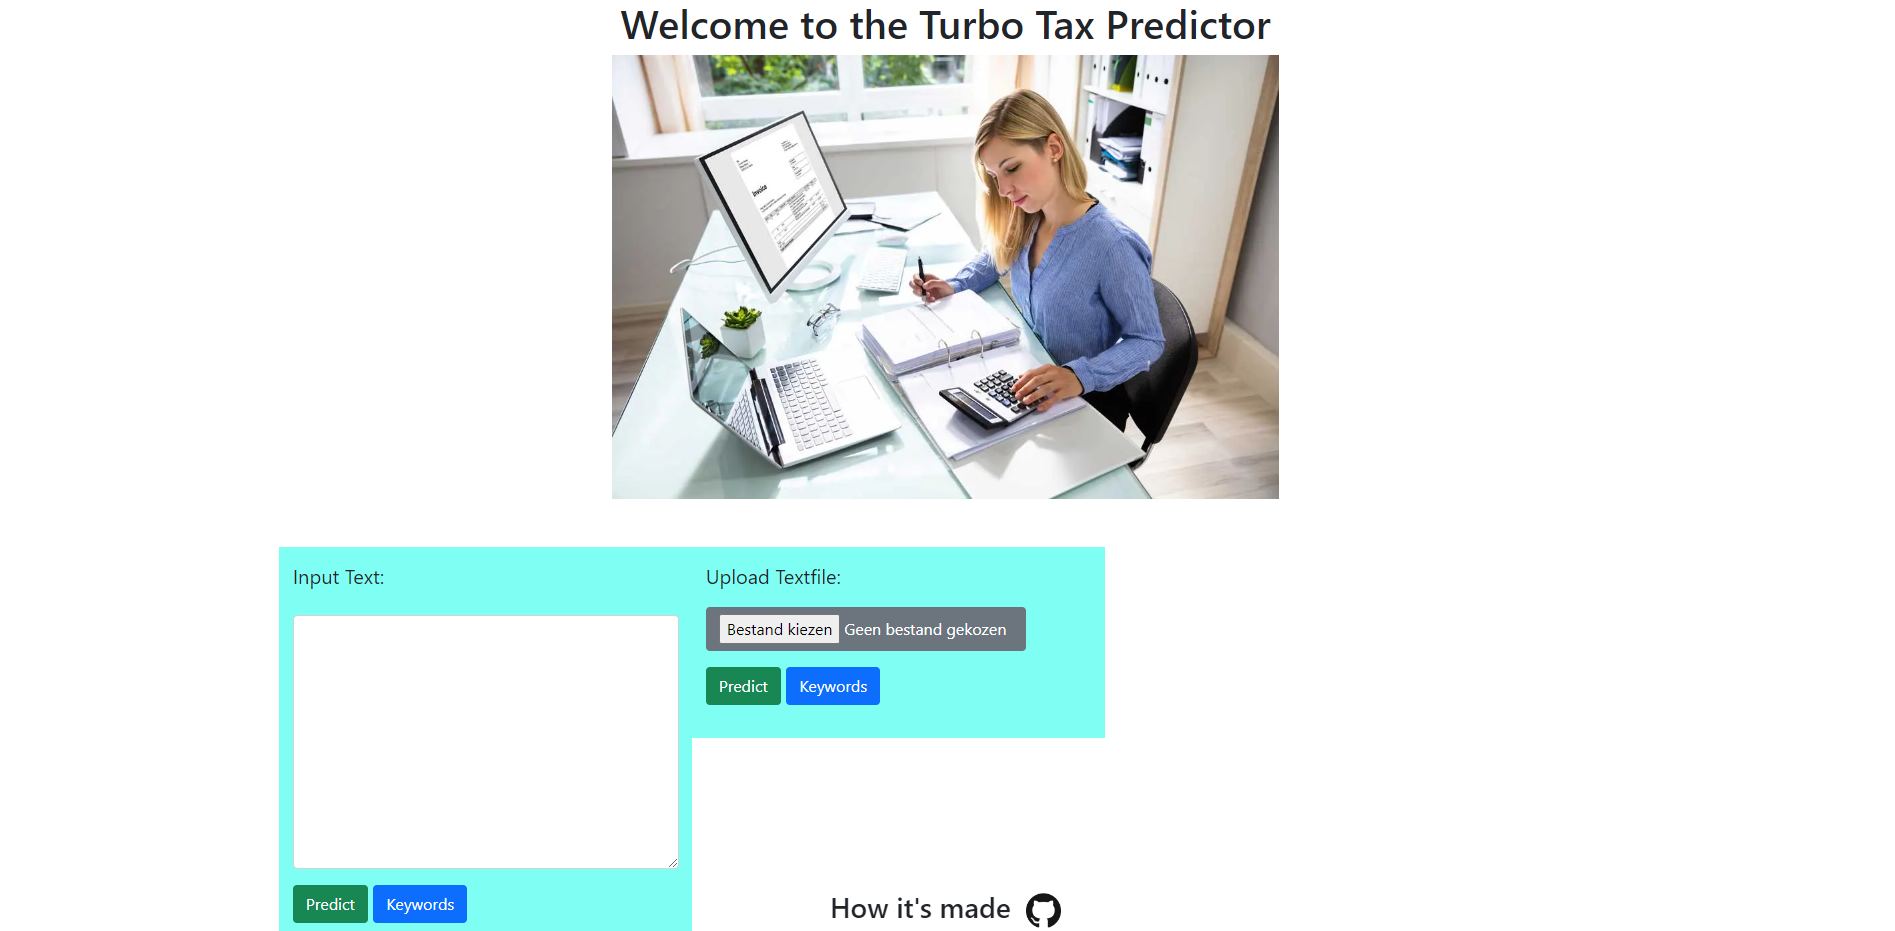 Welcome to the Turbo Tax Predictor
Invoice
Input Text:
Upload Textfile:
Bestand kiezen Geen bestand gekozen
Predict Keywords
Predict Keywords
How it's made